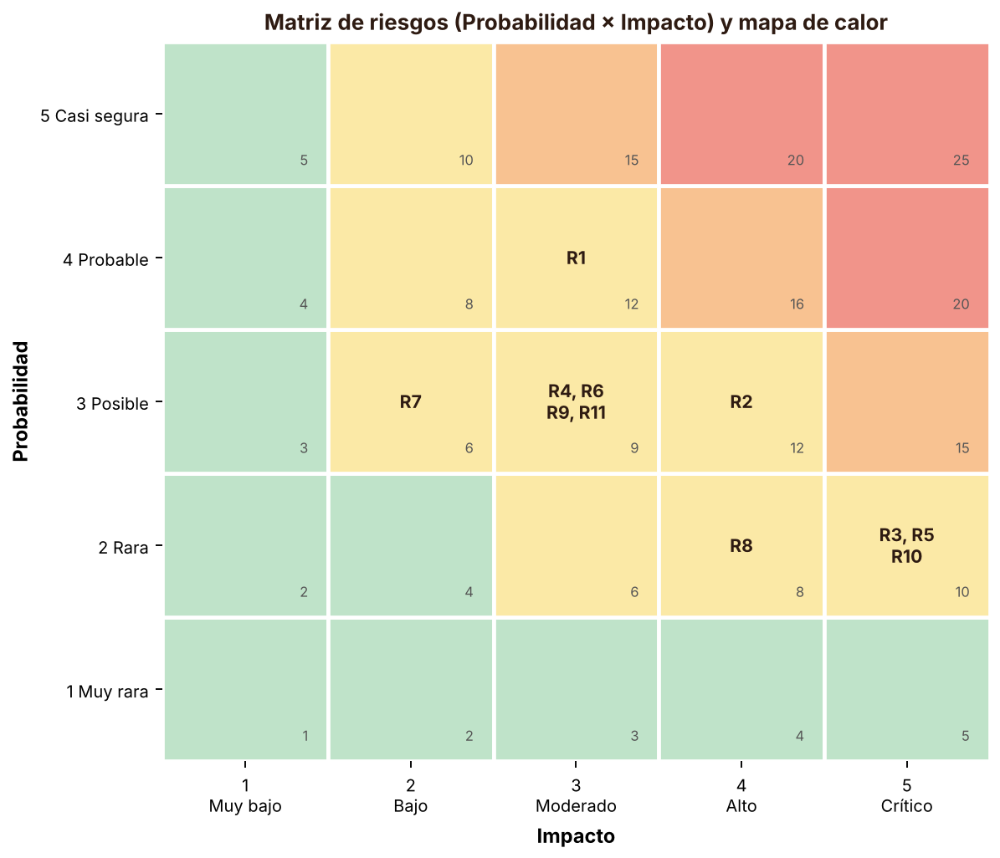 Matriz de riesgos (Probabilidad × Impacto) y mapa de calor
Probabilidad
5 Casi segura
5
10
15
20
25
4 Probable
R1
4
8
12
16
20
3 Posible
R7
R4, R6
R9, R11
R2
3
6
9
12
15
2 Rara
R8
R3, R5
R10
2
4
6
8
10
1 Muy rara
1
2
3
4
5
1
Muy bajo
2
Bajo
3
Moderado
4
Alto
5
Crítico
Impacto